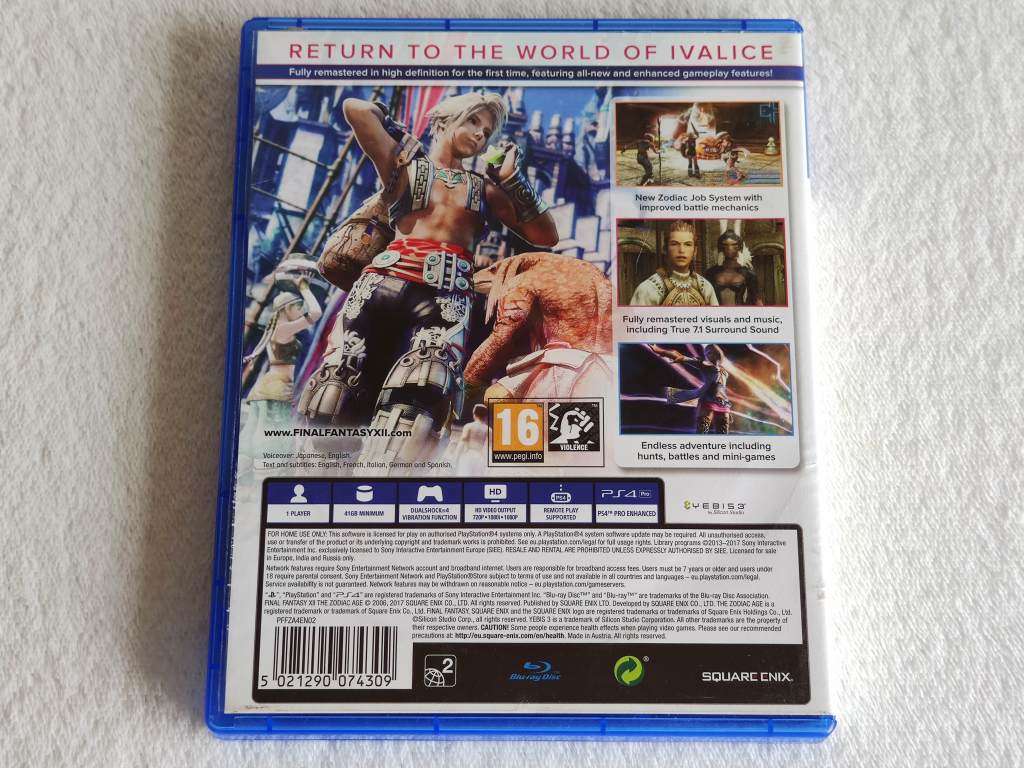 RETURN TO THE WORLD OF IVALICE
Fully remastered in high definition for the first time, featuring all-new and enhanced gameplay features!
New Zodiac Job System with
improved battle mechanics
Fully remastered visuals and music,
including True 7.1 Surround Sound
Endless adventure including
hunts, battles and mini-games
www.FINALFANTASYXII.com
Voiceover: Japanese, English.
Text and subtitles: English, French, Italian, German and Spanish.
16
www.pegi.info
VIOLENCE
1 PLAYER
41GB MINIMUM
DUALSHOCK®4
VIBRATION FUNCTION
HD
HD VIDEO OUTPUT
720P • 1080i • 1080P
PS4
REMOTE PLAY
SUPPORTED
PS4 Pro
PS4™ PRO ENHANCED
YEBIS 3
by Silicon Studio
FOR HOME USE ONLY: This software is licensed for play on authorised PlayStation®4 systems only. A PlayStation®4 system software update may be required. All unauthorised access,
use or transfer of the product or its underlying copyright and trademark works is prohibited. See eu.playstation.com/legal for full usage rights. Library programs ©2013–2017 Sony Interactive
Entertainment Inc. exclusively licensed to Sony Interactive Entertainment Europe (SIEE). RESALE AND RENTAL ARE PROHIBITED UNLESS EXPRESSLY AUTHORISED BY SIEE. Licensed for sale
in Europe, India and Russia only.
Network features require Sony Entertainment Network account and broadband internet. Users are responsible for broadband access fees. Users must be 7 years or older and users under
18 require parental consent. Sony Entertainment Network and PlayStation®Store subject to terms of use and not available in all countries and languages – eu.playstation.com/legal.
Service availability is not guaranteed. Network features may be withdrawn on reasonable notice – eu.playstation.com/gameservers.
“PlayStation” and “PS4” are registered trademarks of Sony Interactive Entertainment Inc. “Blu-ray Disc™” and “Blu-ray™” are trademarks of the Blu-ray Disc Association.
FINAL FANTASY XII THE ZODIAC AGE © 2006, 2017 SQUARE ENIX CO., LTD. All rights reserved. Published by SQUARE ENIX LTD. Developed by SQUARE ENIX CO., LTD. THE ZODIAC AGE is a
registered trademark or trademark of Square Enix Co., Ltd. FINAL FANTASY, SQUARE ENIX and the SQUARE ENIX logo are registered trademarks or trademarks of Square Enix Holdings Co., Ltd.
©Silicon Studio Corp., all rights reserved. YEBIS 3 is a trademark of Silicon Studio Corporation. All other trademarks are the property of
their respective owners. CAUTION! Some people experience health effects when playing video games. Please see our recommended
precautions at: http://eu.square-enix.com/en/health. Made in Austria. All rights reserved.
PFFZA4EN02
5 021290 074309
2
Blu-ray Disc
®
SQUARE ENIX.